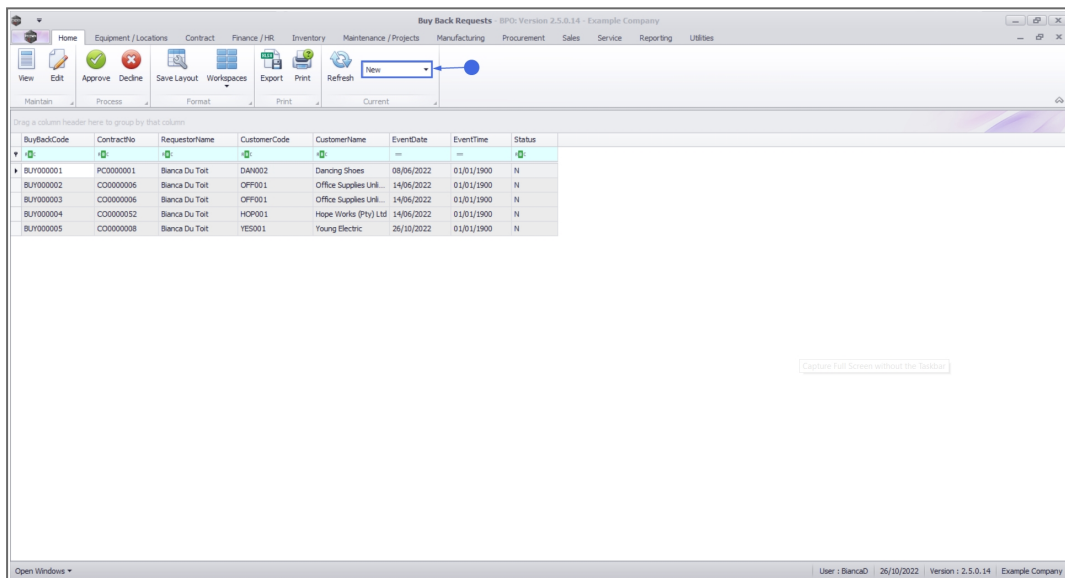 Buy Back Requests - BPO: Version 2.5.0.14 - Example Company
Home Equipment / Locations Contract Finance / HR Inventory Maintenance / Projects Manufacturing Procurement Sales Service Reporting Utilities
View Edit Approve Decline Save Layout Workspaces Export Print Refresh New
Maintain Process Format Print Current
Drag a column header here to group by that column
BuyBackCode ContractNo RequestorName CustomerCode CustomerName EventDate EventTime Status
BUY000001 PC0000001 Bianca Du Toit DAN002 Dancing Shoes 08/06/2022 01/01/1900 N
BUY000002 CO0000006 Bianca Du Toit OFF001 Office Supplies Unli... 14/06/2022 01/01/1900 N
BUY000003 CO0000006 Bianca Du Toit OFF001 Office Supplies Unli... 14/06/2022 01/01/1900 N
BUY000004 CO0000052 Bianca Du Toit HOP001 Hope Works (Pty) Ltd 14/06/2022 01/01/1900 N
BUY000005 CO0000008 Bianca Du Toit YES001 Young Electric 26/10/2022 01/01/1900 N
Capture Full Screen without the Taskbar
Open Windows User : BiancaD 26/10/2022 Version : 2.5.0.14 Example Company